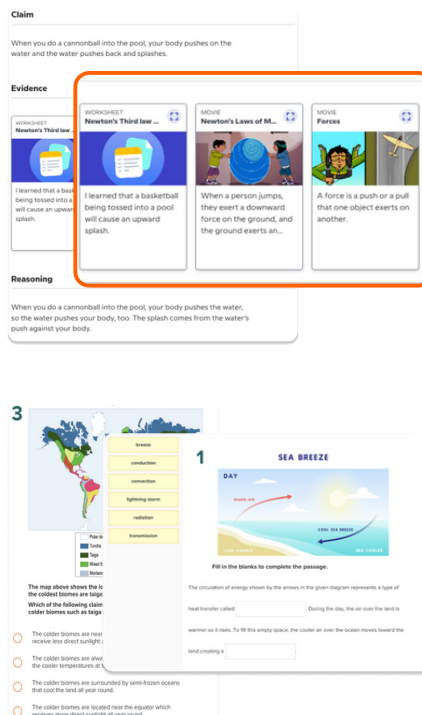 Claim
When you do a cannonball into the pool, your body pushes on the
water and the water pushes back and splashes.
Evidence
WORKSHEET
Newton's Third law
I learned that a bask
being tossed into a
will cause an upwar
splash.
WORKSHEET
Newton's Third law ...
I learned that a basketball
being tossed into a pool
will cause an upward
splash.
MOVIE
Newton's Laws of M...
When a person jumps,
they exert a downward
force on the ground, and
the ground exerts an...
MOVIE
Forces
A force is a push or a pull
that one object exerts on
another.
Reasoning
When you do a cannonball into the pool, your body pushes the water,
so the water pushes your body, too. The splash comes from the water's
push against your body.
3
Polar
Tundra
Taiga
Mixed
The map above shows the
the coldest biomes are taiga
Which of the following claim
colder biomes such as taiga
The colder biomes are near
receive less direct sunlight
The colder biomes are
the cooler temperatures at
The colder biomes are surrounded by semi-frozen oceans
that cool the land all year round.
The colder biomes are located near the equator which
receives more direct sunlight all year round.
breeze
conduction
convection
lightning storm
radiation
transmission
1
SEA BREEZE
DAY
WARM AIR
COOL SEA BREEZE
LAND WARMER
SEA COOLER
Fill in the blanks to complete the passage.
The circulation of energy shown by the arrows in the given diagram represents a type of
heat transfer called . During the day, the air over the land is
warmer so it rises. To fill this empty space, the cooler air over the ocean moves toward the
land creating a .